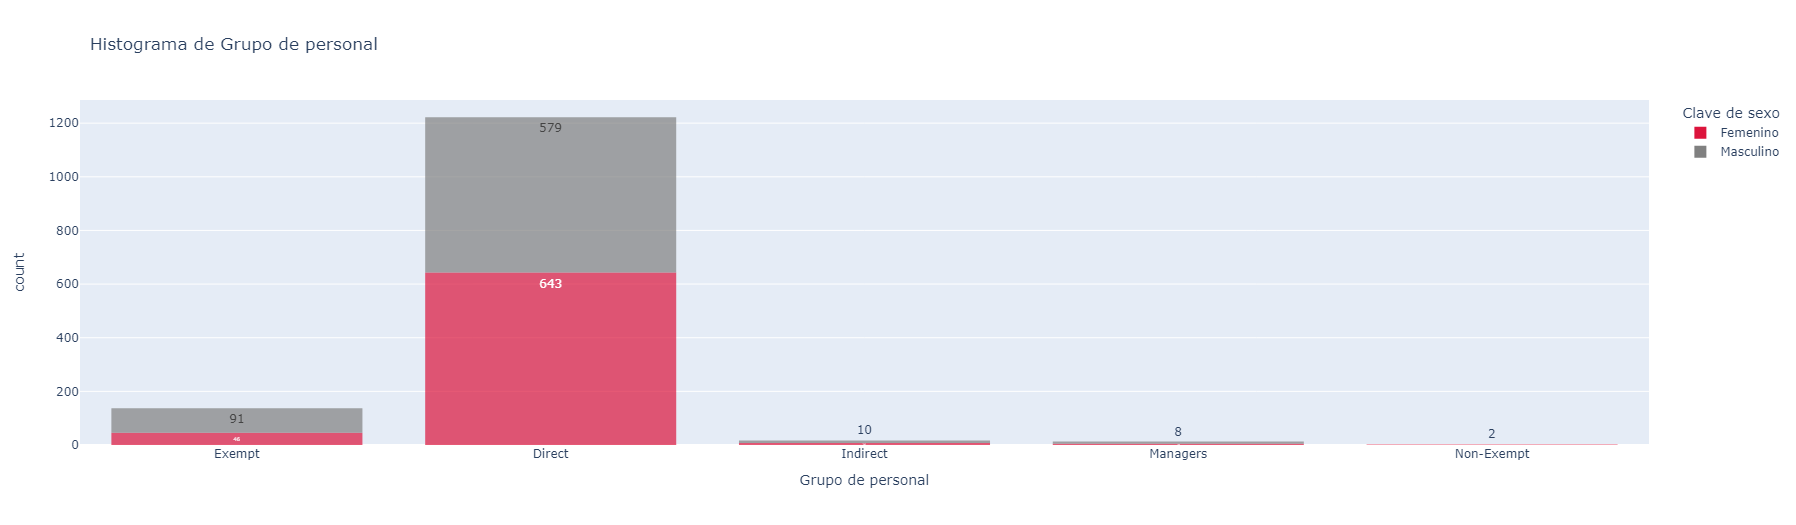 Histograma de Grupo de personal
Clave de sexo
Femenino
Masculino
count
1200
1000
800
600
400
200
0
579
643
91
46
10
8
2
Exempt
Direct
Indirect
Managers
Non-Exempt
Grupo de personal